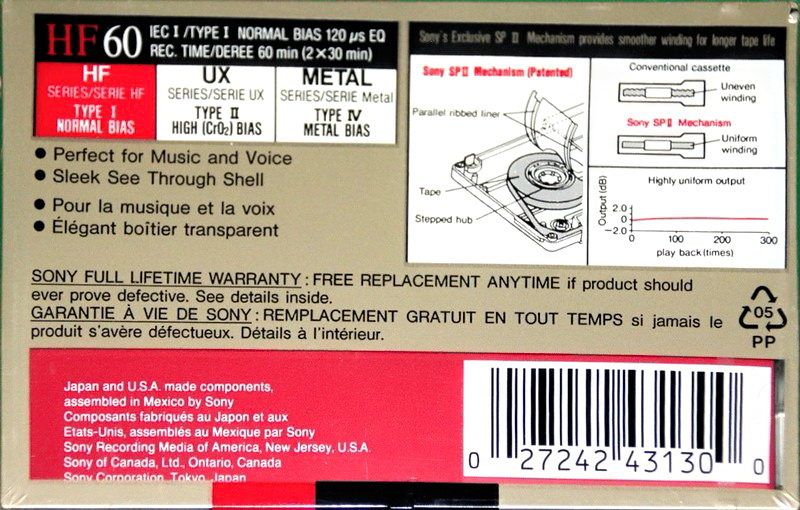 HF 60 IEC I /TYPE I NORMAL BIAS 120 µs EQ
REC. TIME/DEREE 60 min (2×30 min)
HF
SERIES/SERIE HF
TYPE I
NORMAL BIAS
UX
SERIES/SERIE UX
TYPE II
HIGH (CrO2) BIAS
METAL
SERIES/SERIE Metal
TYPE IV
METAL BIAS
• Perfect for Music and Voice
• Sleek See Through Shell
• Pour la musique et la voix
• Élégant boîtier transparent
Sony's Exclusive SP II Mechanism provides smoother winding for longer tape life
Sony SP II Mechanism (Patented)
Parallel ribbed liner
Tape
Stepped hub
Conventional cassette
Uneven
winding
Sony SP II Mechanism
Uniform
winding
Highly uniform output
Output (dB)
2.0
0
−2.0
0 100 200 300
play back (times)
SONY FULL LIFETIME WARRANTY : FREE REPLACEMENT ANYTIME if product should
ever prove defective. See details inside.
GARANTIE À VIE DE SONY : REMPLACEMENT GRATUIT EN TOUT TEMPS si jamais le
produit s'avère défectueux. Détails à l'intérieur.
05
PP
Japan and U.S.A. made components,
assembled in Mexico by Sony
Composants fabriqués au Japon et aux
Etats-Unis, assemblés au Mexique par Sony
Sony Recording Media of America, New Jersey, U.S.A.
Sony of Canada, Ltd., Ontario, Canada
Sony Corporation, Tokyo, Japan
0 27242 43130 0